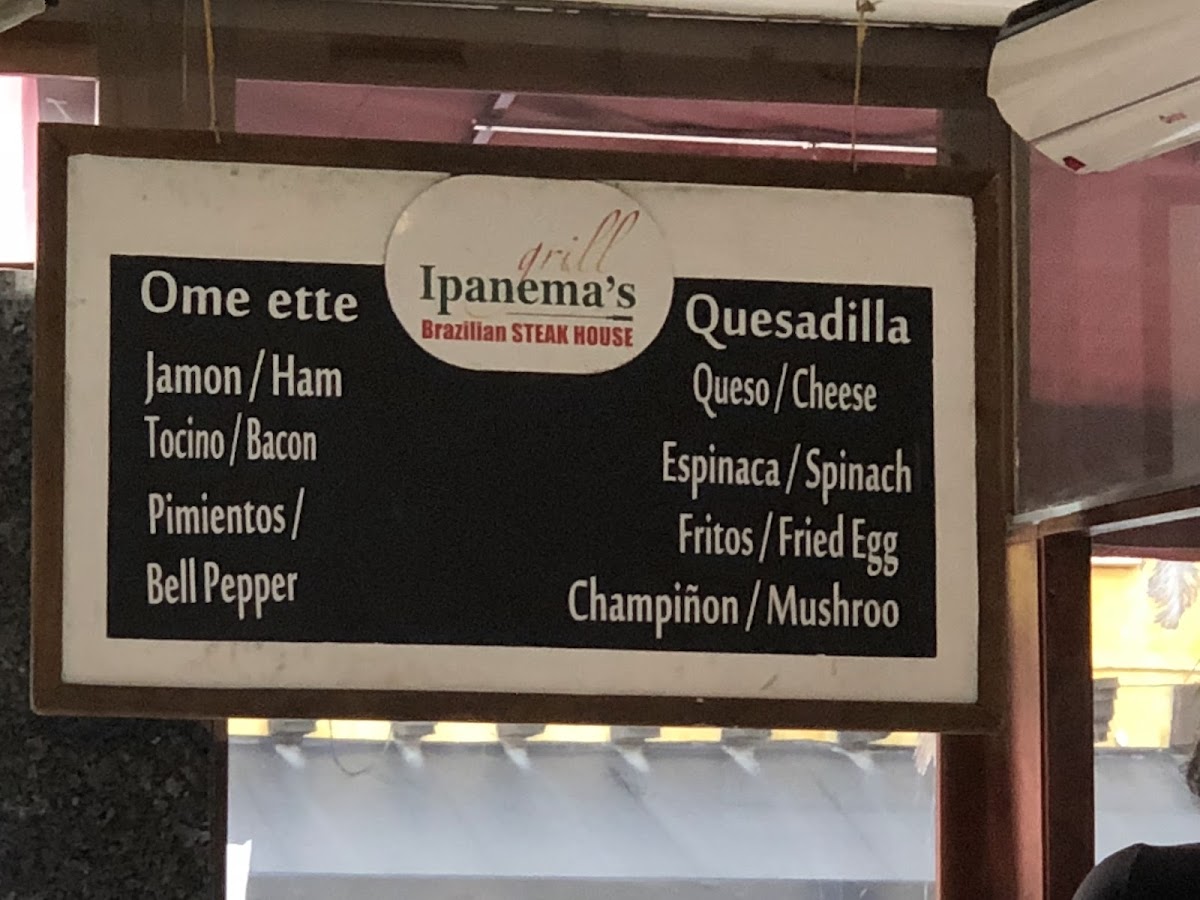 grill
Ipanema's
Brazilian STEAK HOUSE
Ome ette
Jamon / Ham
Tocino / Bacon
Pimientos /
Bell Pepper
Quesadilla
Queso / Cheese
Espinaca / Spinach
Fritos / Fried Egg
Champiñon / Mushroo